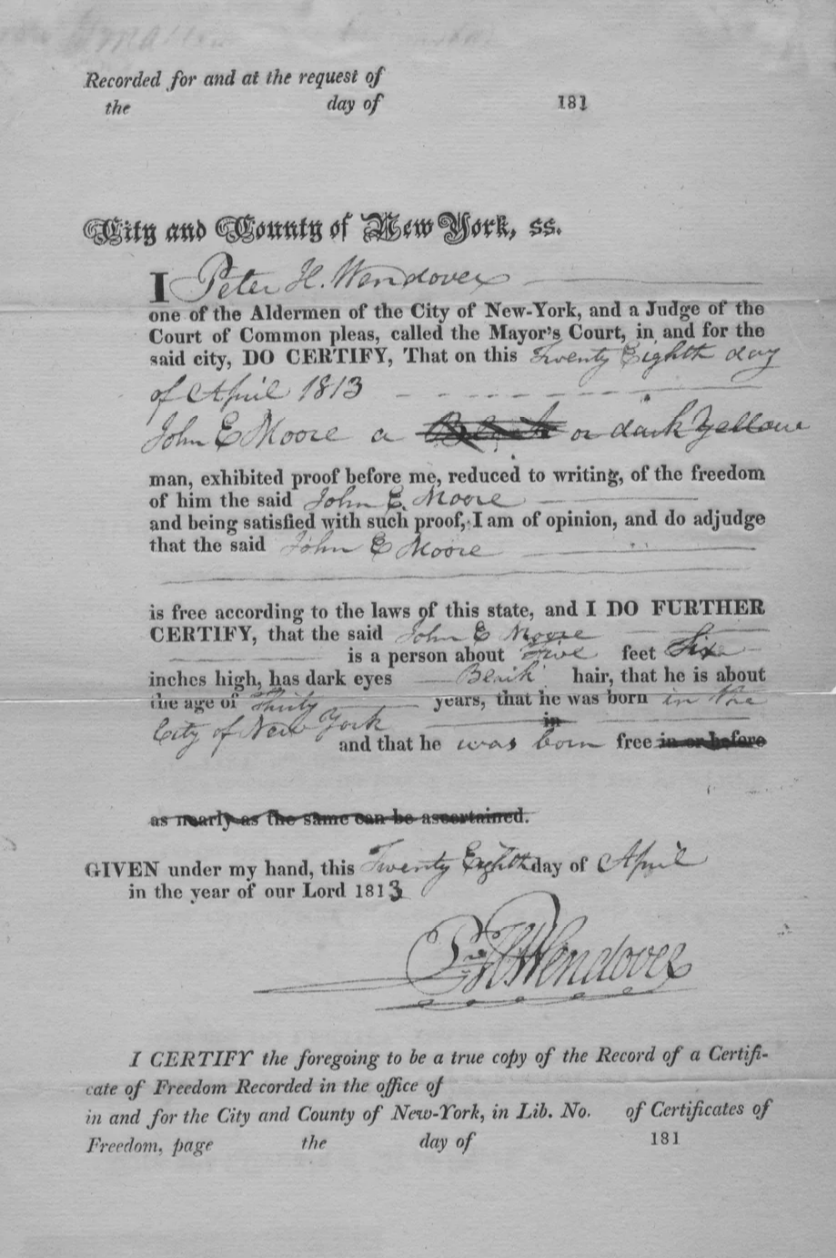 Recorded for and at the request of
the day of 181
City and County of New York, ss.
I Peter H. Wendover
one of the Aldermen of the City of New-York, and a Judge of the
Court of Common pleas, called the Mayor's Court, in and for the
said city, DO CERTIFY, That on this Twenty Eighth day
of April 1813
John E Moore a Black or dark Yellow
man, exhibited proof before me, reduced to writing, of the freedom
of him the said John E. Moore
and being satisfied with such proof, I am of opinion, and do adjudge
that the said John E Moore
is free according to the laws of this state, and I DO FURTHER
CERTIFY, that the said John E Moore
is a person about Five feet Six
inches high, has dark eyes Blank hair, that he is about
the age of Thirty years, that he was born in the
in
City of New York
and that he was born free in or before
as nearly as the same can be ascertained.
GIVEN under my hand, this Twenty Eighth day of April
in the year of our Lord 1813
P. H. Wendover
I CERTIFY the foregoing to be a true copy of the Record of a Certifi-
cate of Freedom Recorded in the office of
in and for the City and County of New-York, in Lib. No. of Certificates of
Freedom, page the day of 181